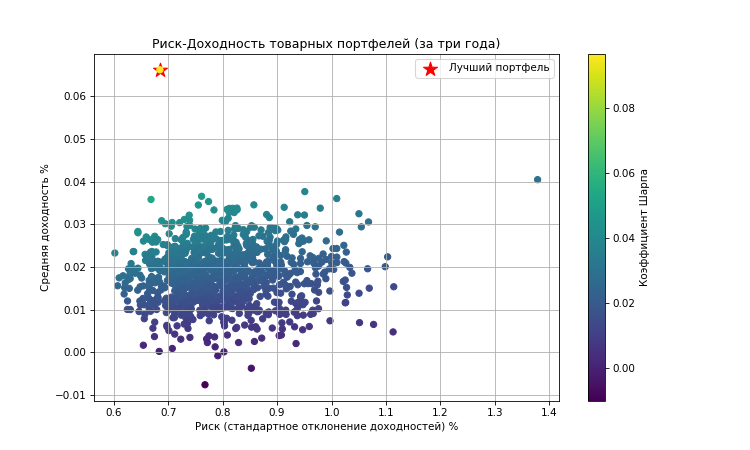 Риск-Доходность товарных портфелей (за три года)
Лучший портфель
Средняя доходность %
0.06
0.05
0.04
0.03
0.02
0.01
0.00
−0.01
0.6 0.7 0.8 0.9 1.0 1.1 1.2 1.3 1.4
Риск (стандартное отклонение доходностей) %
0.08
0.06
0.04
0.02
0.00
Коэффициент Шарпа